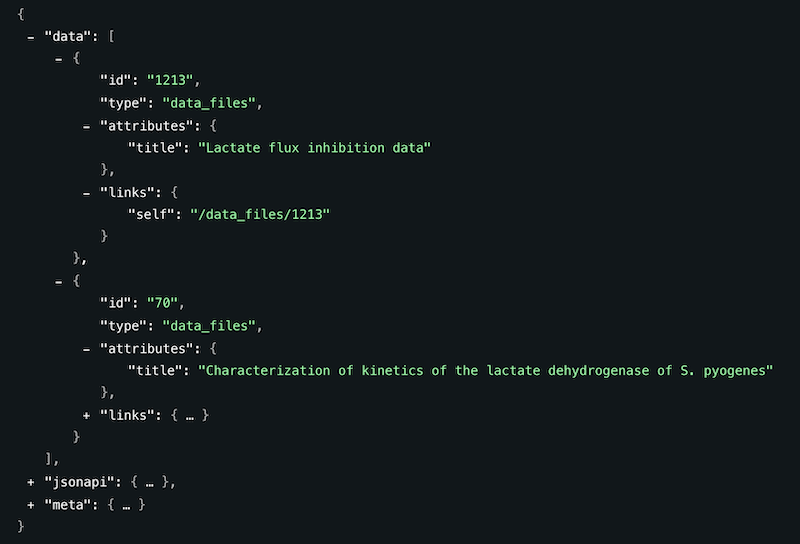 {
- "data": [
- {
"id": "1213",
"type": "data_files",
- "attributes": {
"title": "Lactate flux inhibition data"
},
- "links": {
"self": "/data_files/1213"
}
},
- {
"id": "70",
"type": "data_files",
- "attributes": {
"title": "Characterization of kinetics of the lactate dehydrogenase of S. pyogenes"
},
+ "links": { … }
}
],
+ "jsonapi": { … },
+ "meta": { … }
}